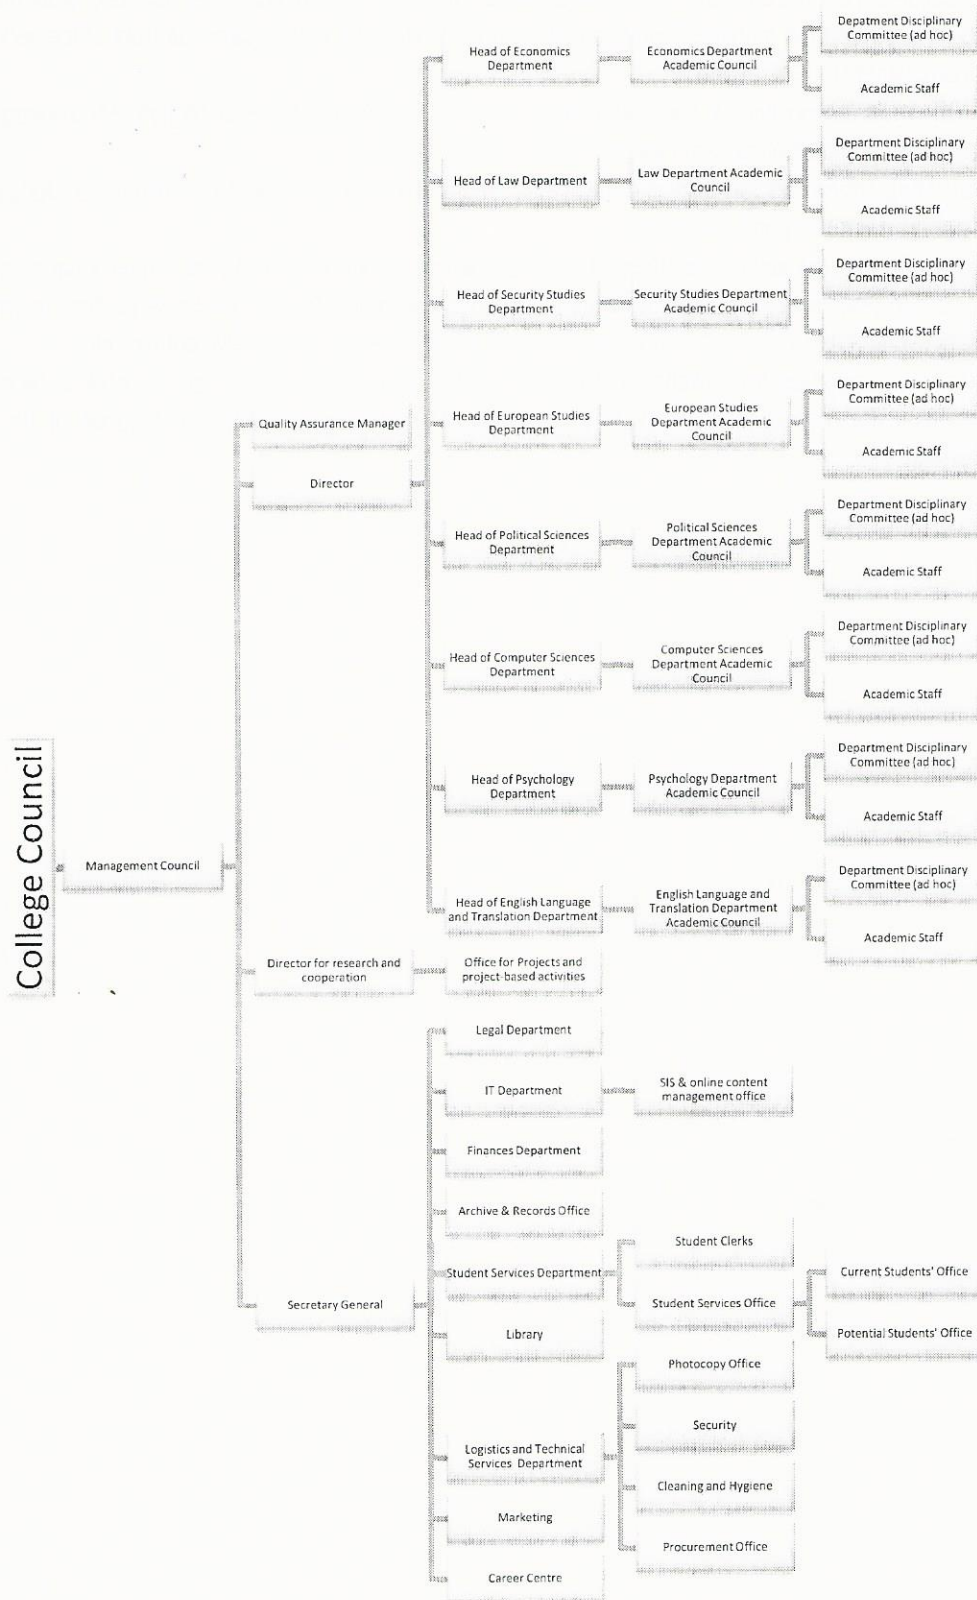 College Council
Management Council
Quality Assurance Manager
Director
Head of Economics
Department
Economics Department
Academic Council
Depatment Disciplinary
Committee (ad hoc)
Academic Staff
Head of Law Department
Law Department Academic
Council
Department Disciplinary
Committee (ad hoc)
Academic Staff
Head of Security Studies
Department
Security Studies Department
Academic Council
Department Disciplinary
Committee (ad hoc)
Academic Staff
Head of European Studies
Department
European Studies
Department Academic
Council
Department Disciplinary
Committee (ad hoc)
Academic Staff
Head of Political Sciences
Department
Political Sciences
Department Academic
Council
Department Disciplinary
Committee (ad hoc)
Academic Staff
Head of Computer Sciences
Department
Computer Sciences
Department Academic
Council
Department Disciplinary
Committee (ad hoc)
Academic Staff
Head of Psychology
Department
Psychology Department
Academic Council
Department Disciplinary
Committee (ad hoc)
Academic Staff
Head of English Language
and Translation Department
English Language and
Translation Department
Academic Council
Department Disciplinary
Committee (ad hoc)
Academic Staff
Director for research and
cooperation
Office for Projects and
project-based activities
Secretary General
Legal Department
IT Department
SIS & online content
management office
Finances Department
Archive & Records Office
Student Services Department
Student Clerks
Student Services Office
Current Students' Office
Potential Students' Office
Library
Logistics and Technical
Services Department
Photocopy Office
Security
Cleaning and Hygiene
Procurement Office
Marketing
Career Centre